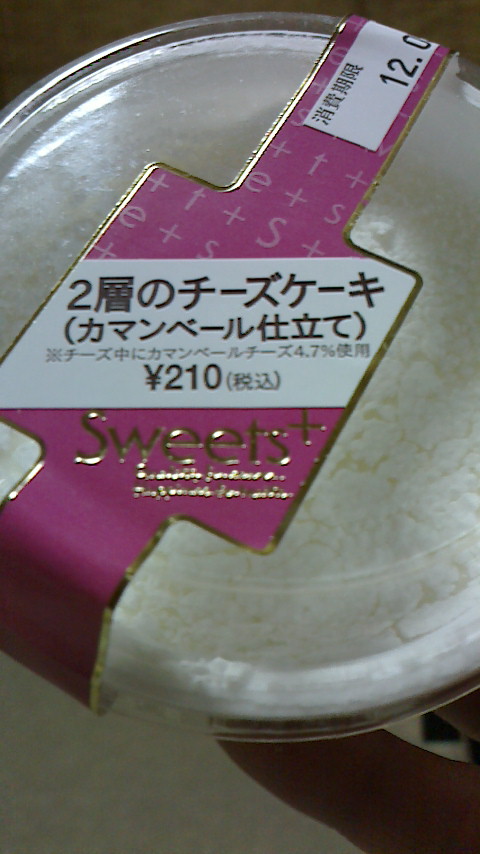 消費期限
12.0
2層のチーズケーキ
(カマンベール仕立て)
※チーズ中にカマンベールチーズ4.7%使用
¥210(税込)
Sweets+